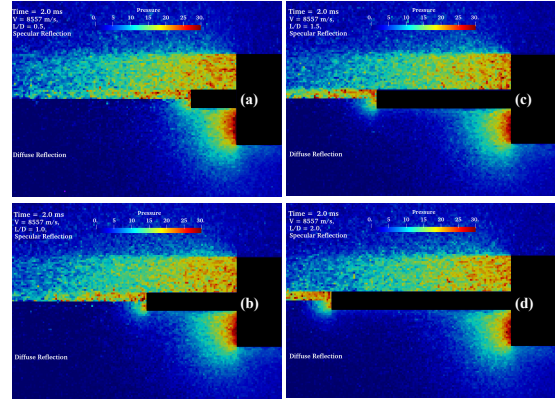 Time = 2.0 ms
V = 8557 m/s,
L/D = 0.5,
Specular Reflection
Pressure
0. 5 10 15 20 25 30.
(a)
Diffuse Reflection
Time = 2.0 ms
V = 8557 m/s,
L/D = 1.5,
Specular Reflection
Pressure
0. 5 10 15 20 25 30.
(c)
Diffuse Reflection
Time = 2.0 ms
V = 8557 m/s,
L/D = 1.0,
Specular Reflection
Pressure
0. 5 10 15 20 25 30.
(b)
Diffuse Reflection
Time = 2.0 ms
V = 8557 m/s,
L/D = 2.0,
Specular Reflection
Pressure
0. 5 10 15 20 25 30.
(d)
Diffuse Reflection